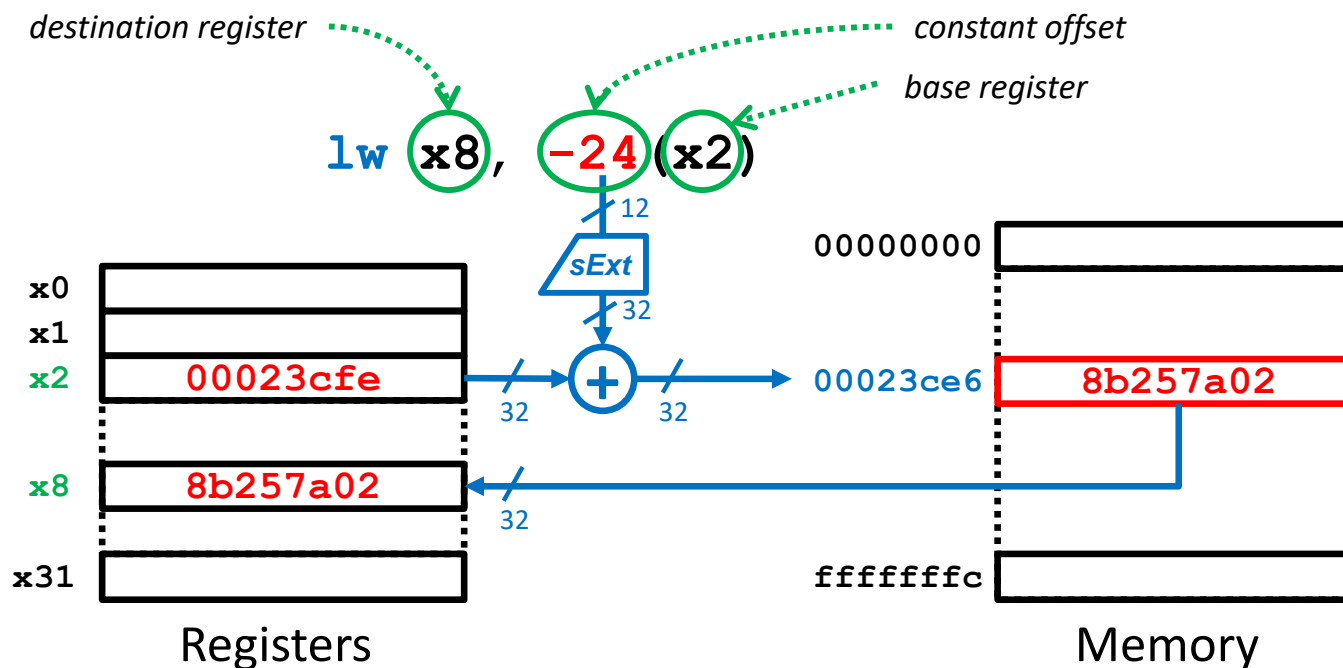 destination register
constant offset
base register
lw x8, -24(x2)
12
sExt
32
00000000
x0
x1
x2 00023cfe
32
+
32
00023ce6 8b257a02
x8 8b257a02
32
x31
fffffffc
Registers
Memory